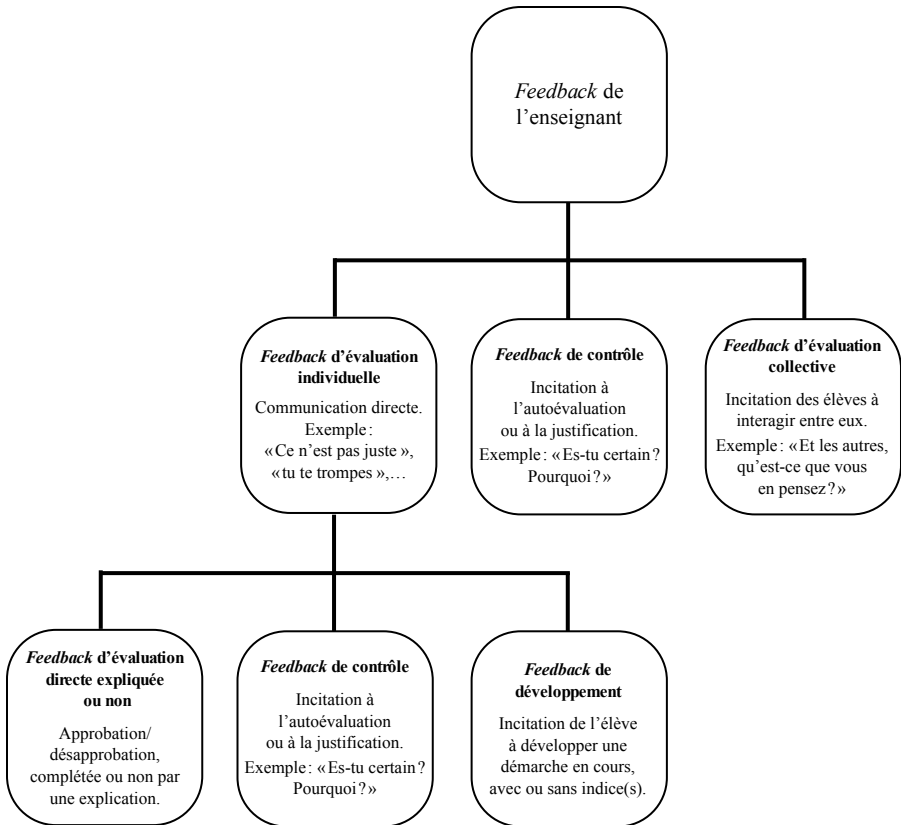 Feedback de
l'enseignant
Feedback d'évaluation
individuelle
Communication directe.
Exemple :
« Ce n'est pas juste »,
« tu te trompes »,…
Feedback de contrôle
Incitation à
l'autoévaluation
ou à la justification.
Exemple : « Es-tu certain ?
Pourquoi ? »
Feedback d'évaluation
collective
Incitation des élèves à
interagir entre eux.
Exemple : « Et les autres,
qu'est-ce que vous
en pensez ? »
Feedback d'évaluation
directe expliquée
ou non
Approbation/
désapprobation,
complétée ou non par
une explication.
Feedback de contrôle
Incitation à
l'autoévaluation
ou à la justification.
Exemple : « Es-tu certain ?
Pourquoi ? »
Feedback de
développement
Incitation de l'élève
à développer une
démarche en cours,
avec ou sans indice(s).